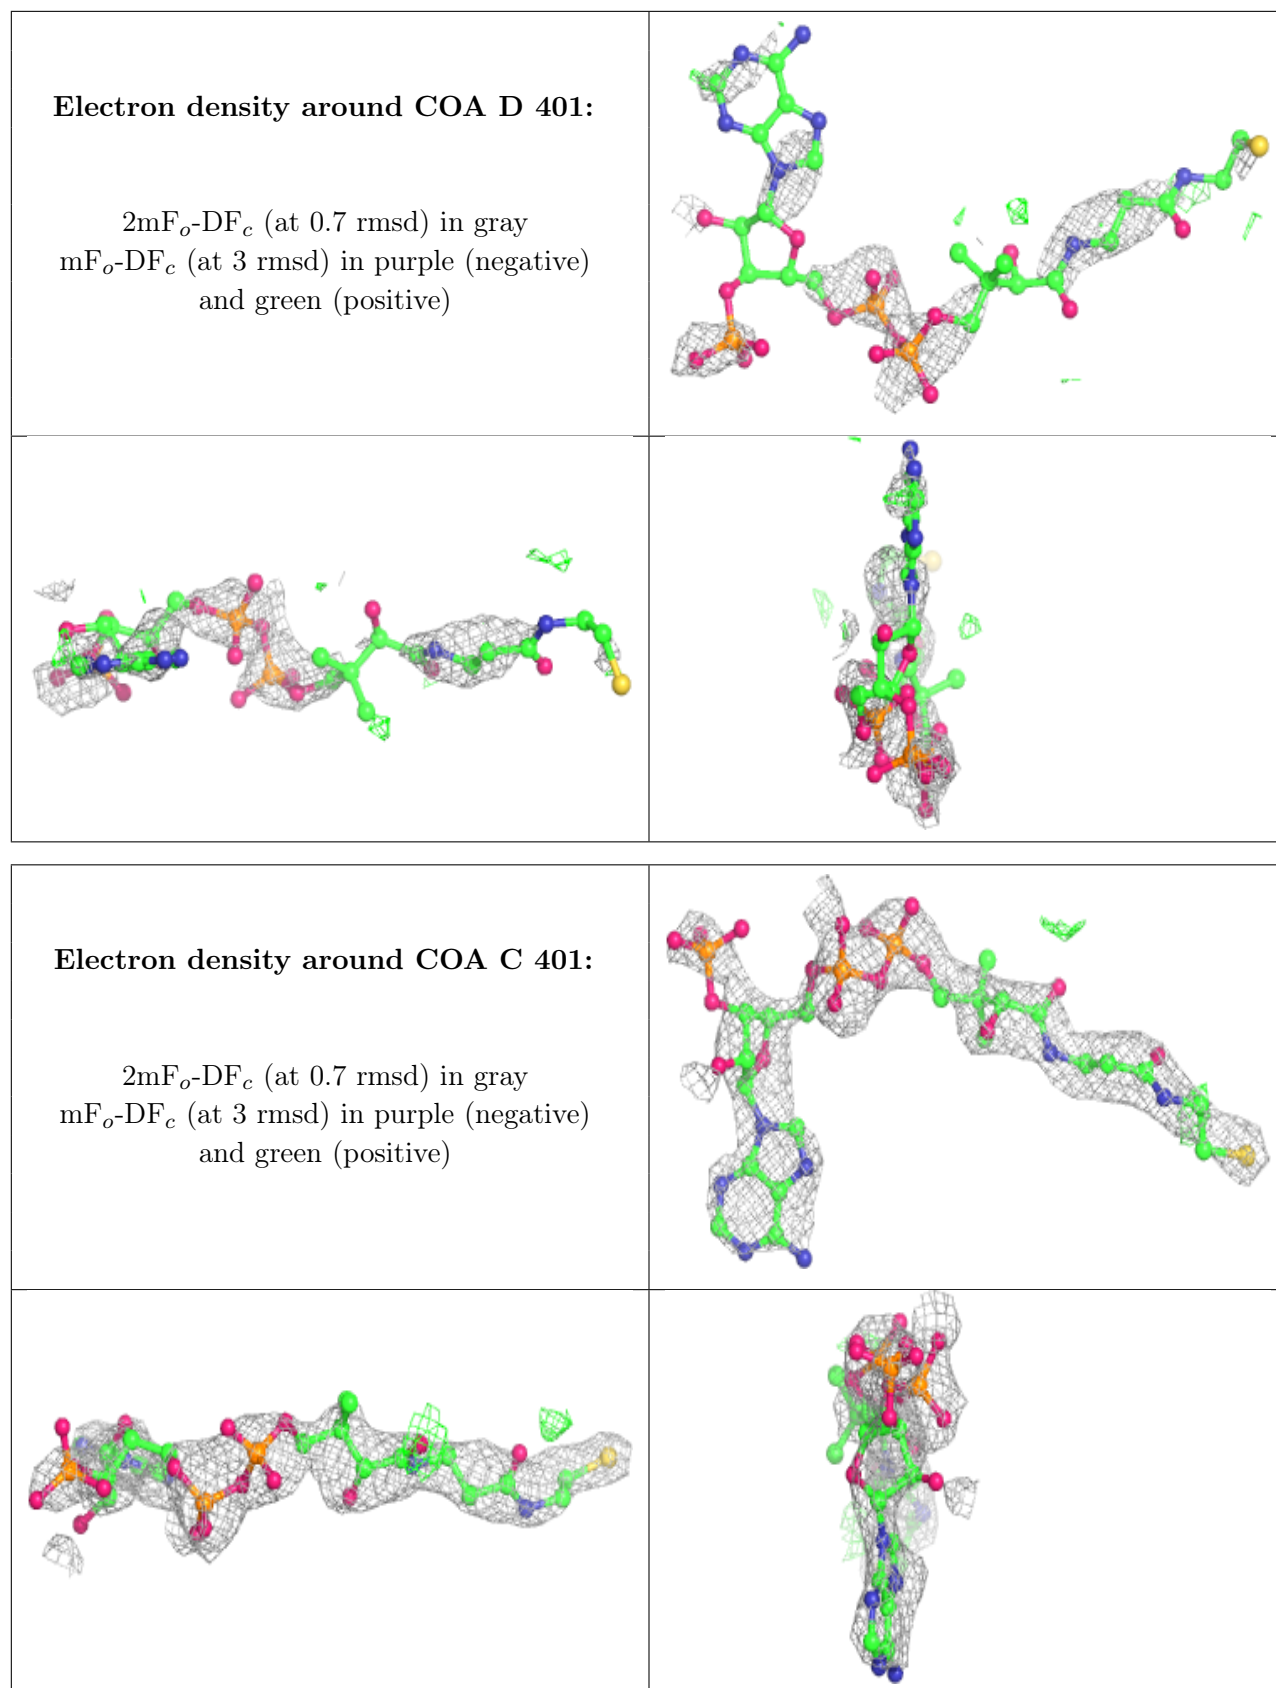 Electron density around COA D 401:
2mFₒ-DF𝒸 (at 0.7 rmsd) in gray
mFₒ-DF𝒸 (at 3 rmsd) in purple (negative)
and green (positive)
Electron density around COA C 401:
2mFₒ-DF𝒸 (at 0.7 rmsd) in gray
mFₒ-DF𝒸 (at 3 rmsd) in purple (negative)
and green (positive)